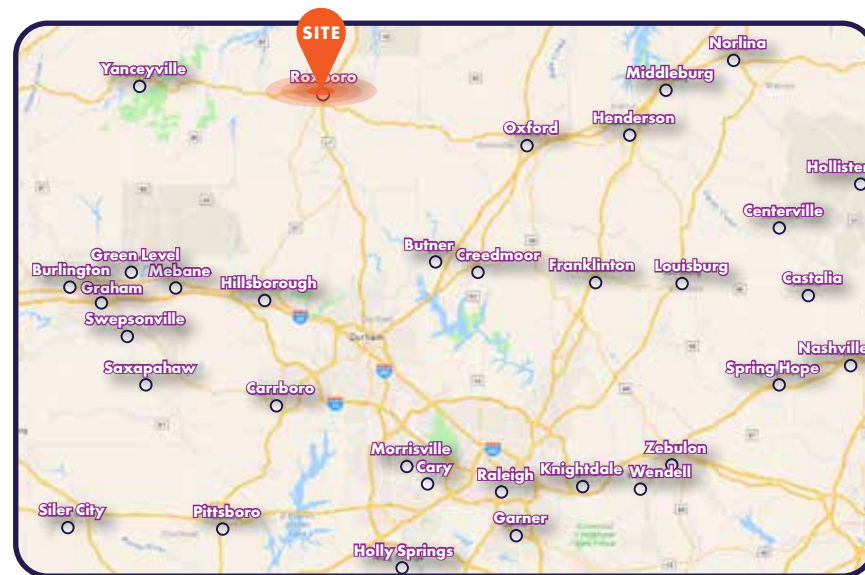 SITE
Norlina
Yanceyville
Roxboro
Middleburg
Henderson
Oxford
Hollister
Centerville
Butner
Green Level
Creedmoor
Burlington
Mebane
Franklinton
Louisburg
Graham
Hillsborough
Castalia
Swepsonville
Durham
Nashville
Saxapahaw
Spring Hope
Carrboro
Morrisville
Zebulon
Cary
Raleigh
Knightdale
Wendell
Siler City
Pittsboro
Garner
Holly Springs